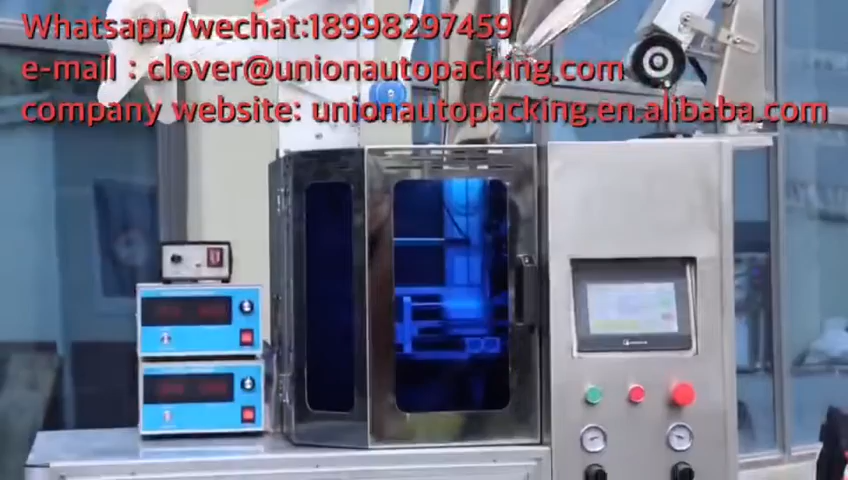 Whatsapp/wechat:18998297459
e-mail : clover@unionautopacking.com
company website: unionautopacking.en.alibaba.com